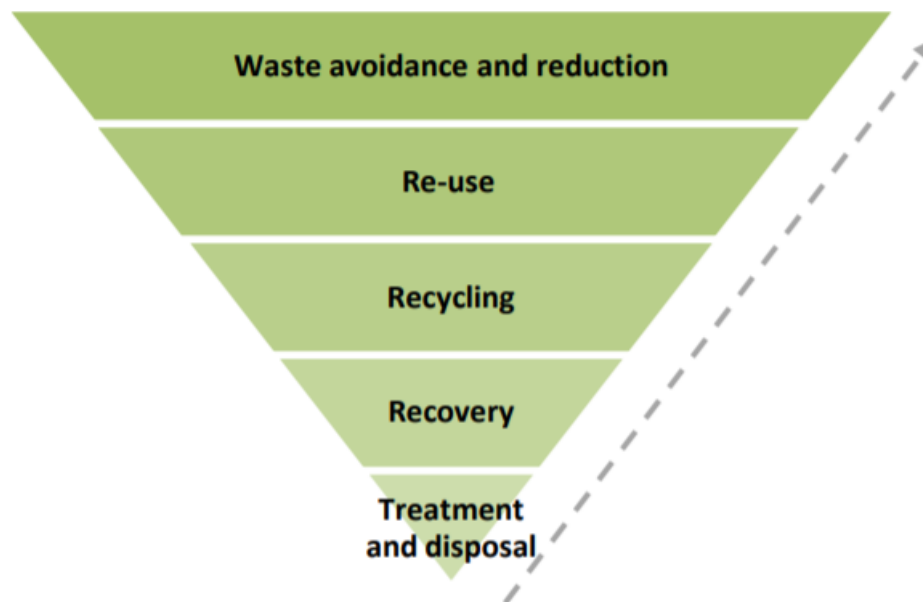 Waste avoidance and reduction
Re-use
Recycling
Recovery
Treatment
and disposal